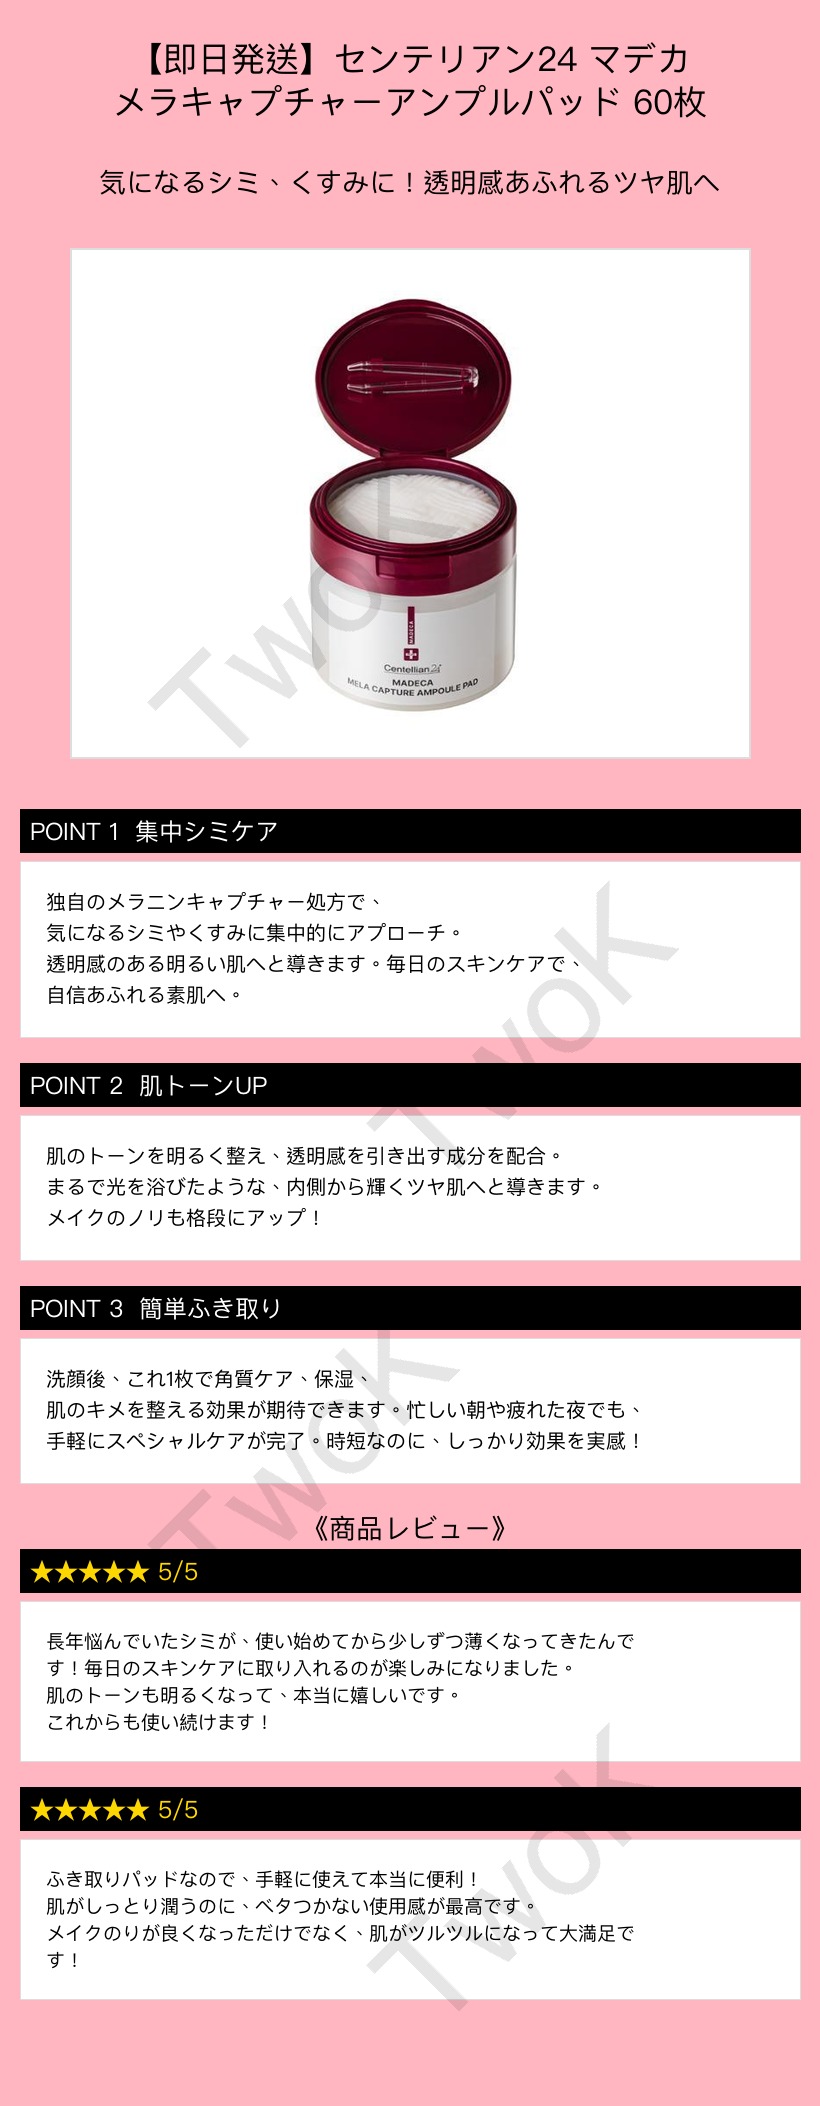 【即日発送】センテリアン24 マデカ
メラキャプチャーアンプルパッド 60枚
気になるシミ、くすみに！透明感あふれるツヤ肌へ
MADECA
Centellian24
MADECA
MELA CAPTURE AMPOULE PAD
TwoK
POINT 1 集中シミケア
独自のメラニンキャプチャー処方で、
気になるシミやくすみに集中的にアプローチ。
透明感のある明るい肌へと導きます。毎日のスキンケアで、
自信あふれる素肌へ。
TwoK
POINT 2 肌トーンUP
肌のトーンを明るく整え、透明感を引き出す成分を配合。
まるで光を浴びたような、内側から輝くツヤ肌へと導きます。
メイクのノリも格段にアップ！
POINT 3 簡単ふき取り
洗顔後、これ1枚で角質ケア、保湿、
肌のキメを整える効果が期待できます。忙しい朝や疲れた夜でも、
手軽にスペシャルケアが完了。時短なのに、しっかり効果を実感！
TwoK
《商品レビュー》
★★★★★ 5/5
長年悩んでいたシミが、使い始めてから少しずつ薄くなってきたんで
す！毎日のスキンケアに取り入れるのが楽しみになりました。
肌のトーンも明るくなって、本当に嬉しいです。
これからも使い続けます！
★★★★★ 5/5
ふき取りパッドなので、手軽に使えて本当に便利！
肌がしっとり潤うのに、ベタつかない使用感が最高です。
メイクのりが良くなっただけでなく、肌がツルツルになって大満足で
す！
TwoK